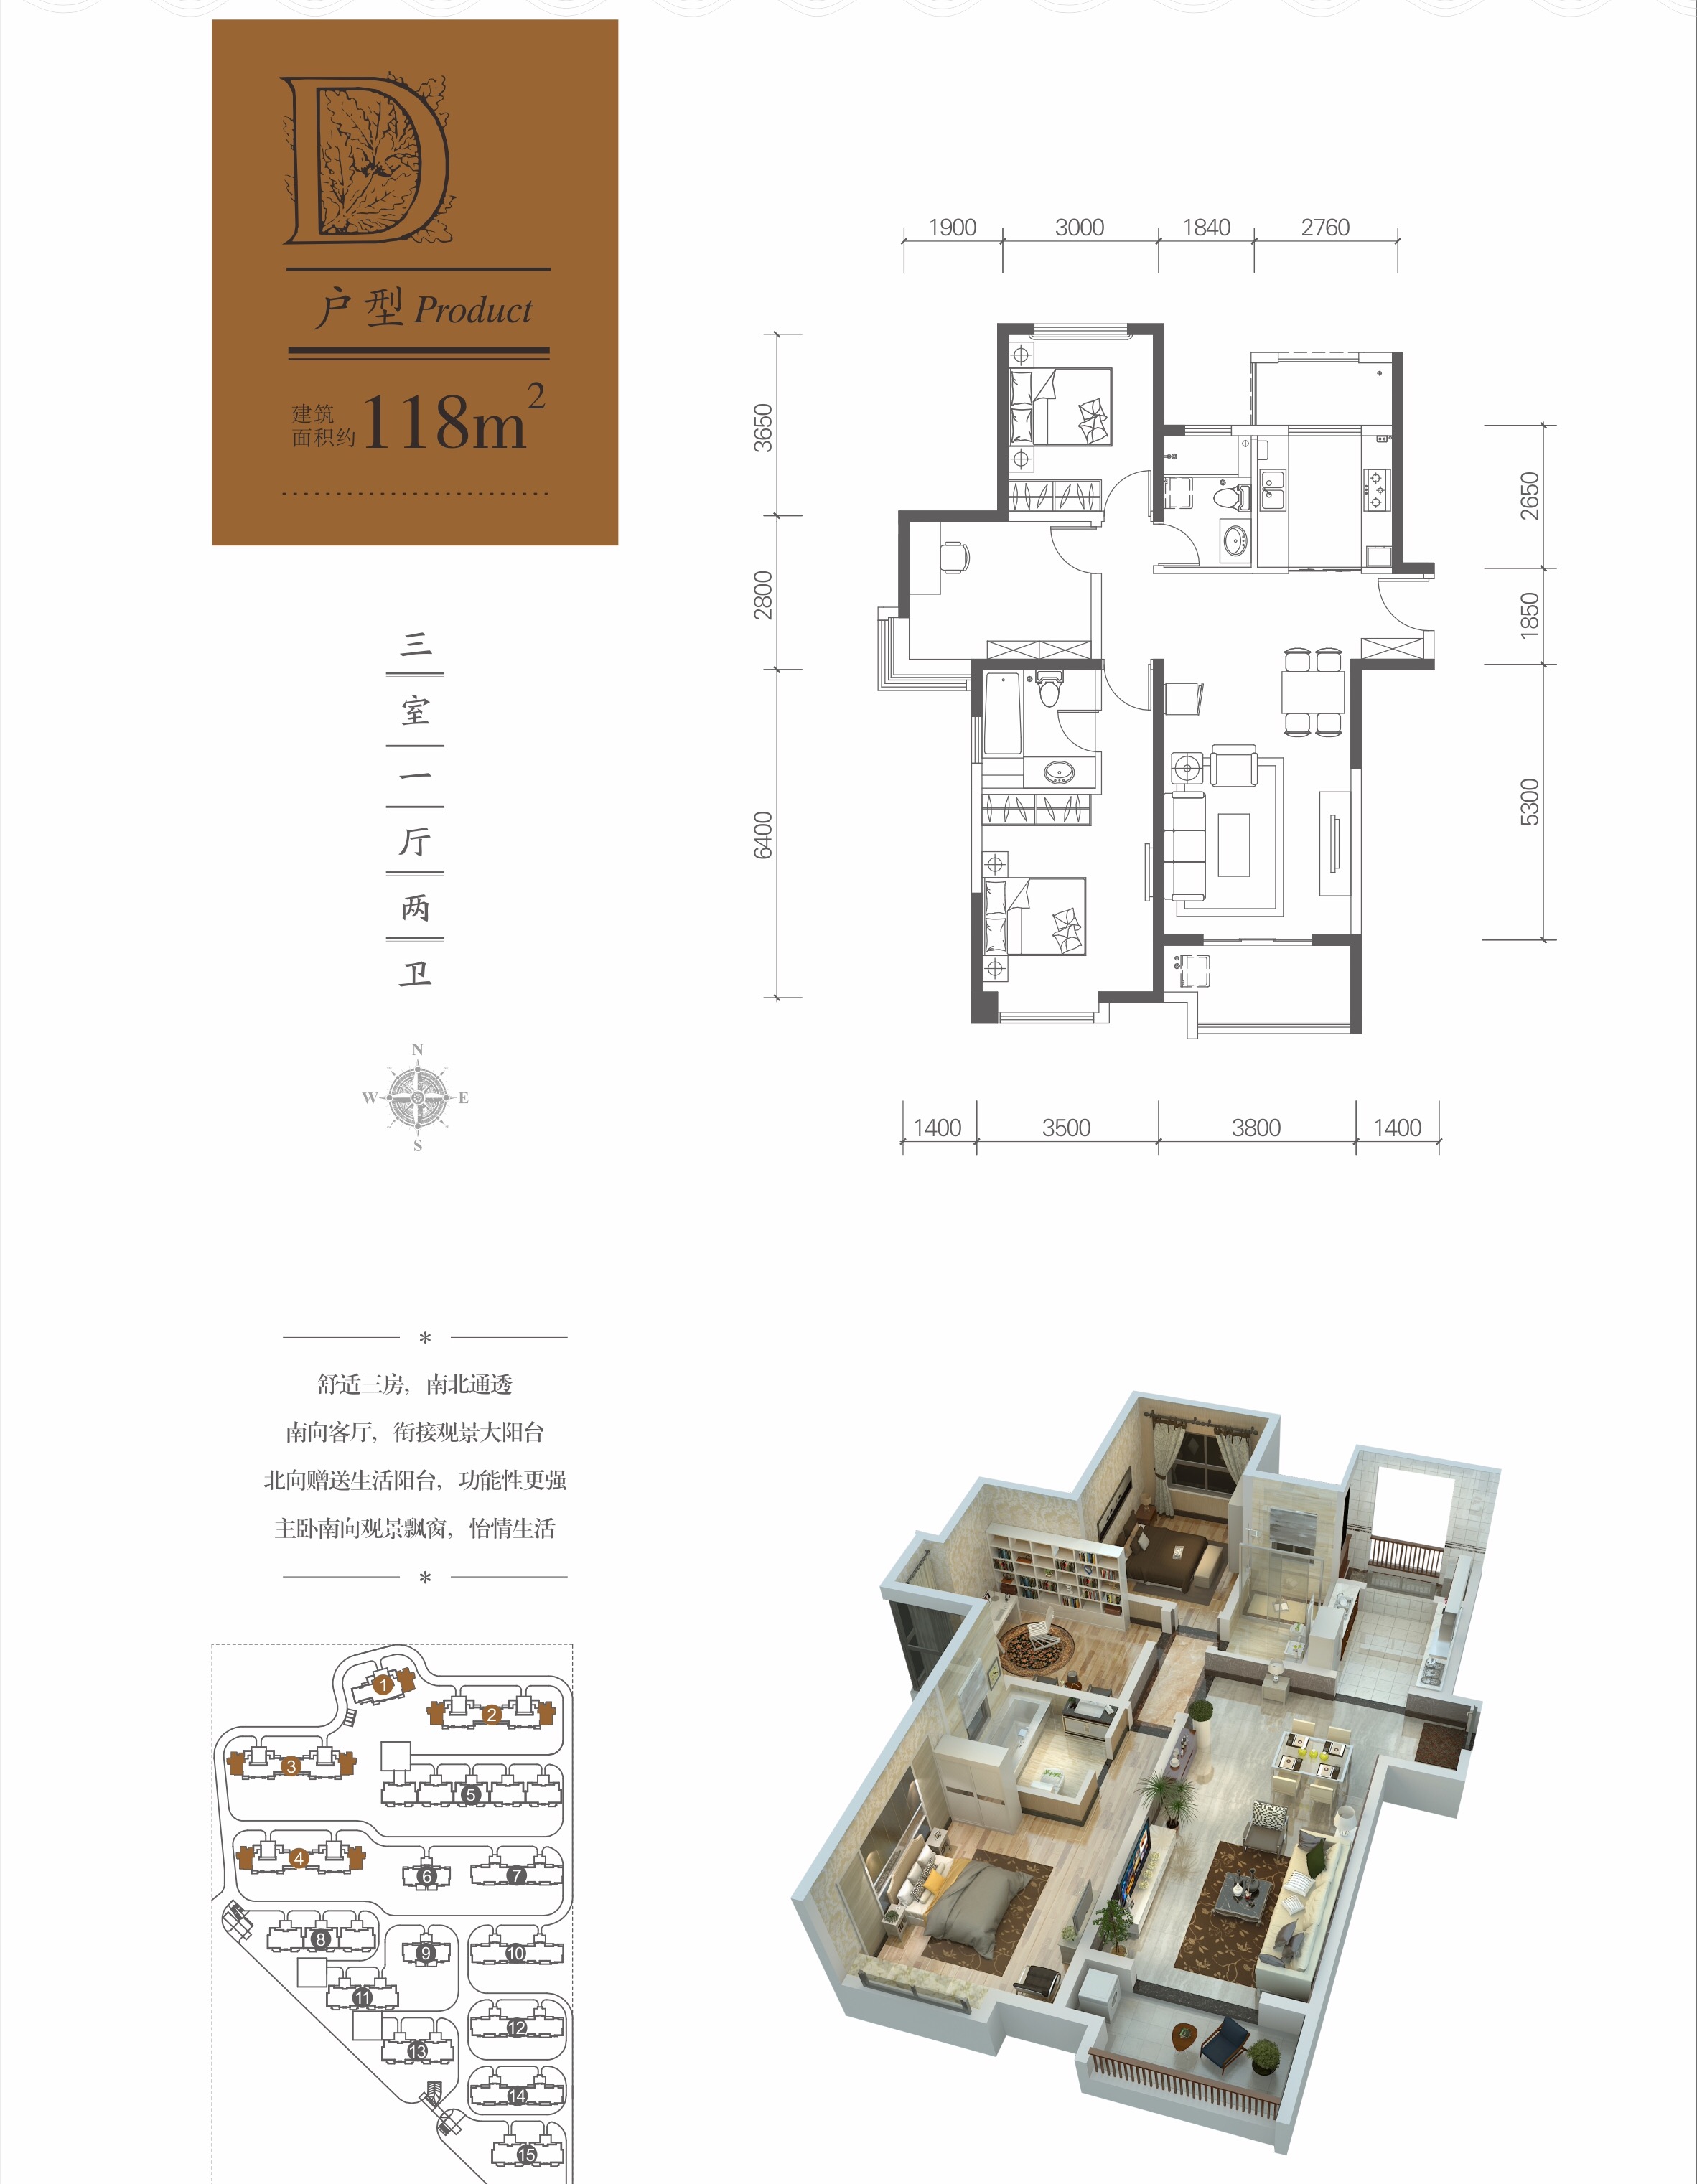 D
户型 Product
建筑
面积约 118m²
三
室
一
厅
两
卫
N
W E
S
1900 3000 1840 2760
3650
2800
6400
2650
1850
5300
1400 3500 3800 1400
*
舒适三房，南北通透
南向客厅，衔接观景大阳台
北向赠送生活阳台，功能性更强
主卧南向观景飘窗，怡情生活
*
1
2
3
5
4
6
7
8
9
10
11
12
13
14
15